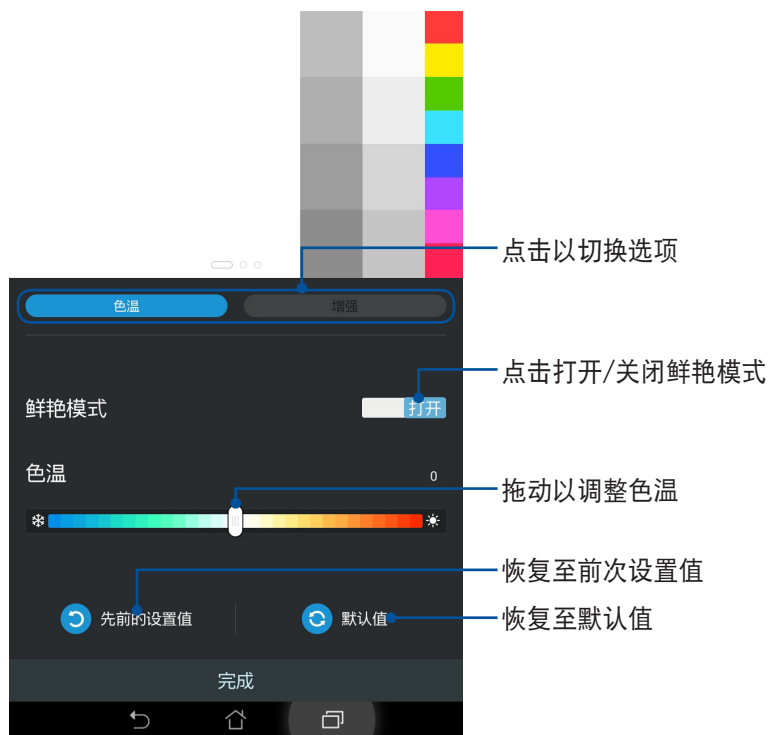 点击以切换选项
色温
增强
点击打开/关闭鲜艳模式
鲜艳模式
打开
色温
0
拖动以调整色温
恢复至前次设置值
先前的设置值
默认值
恢复至默认值
完成